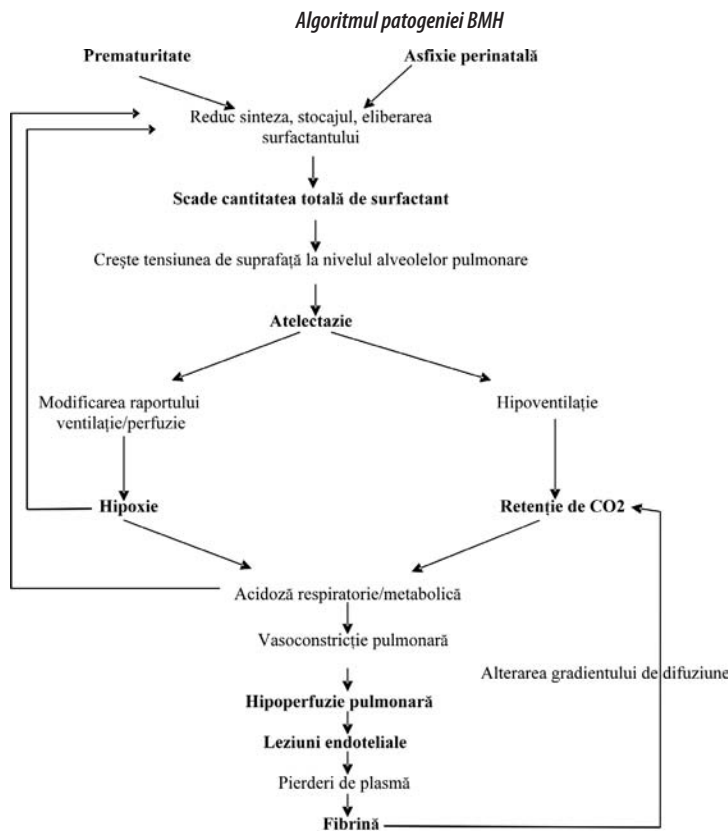 Algoritmul patogeniei BMH
Prematuritate
Asfixie perinatală
Reduc sinteza, stocajul, eliberarea
surfactantului
Scade cantitatea totală de surfactant
Crește tensiunea de suprafață la nivelul alveolelor pulmonare
Atelectazie
Modificarea raportului
ventilație/perfuzie
Hipoventilație
Hipoxie
Retenție de CO2
Acidoză respiratorie/metabolică
Vasoconstricție pulmonară
Alterarea gradientului de difuziune
Hipoperfuzie pulmonară
Leziuni endoteliale
Pierderi de plasmă
Fibrină